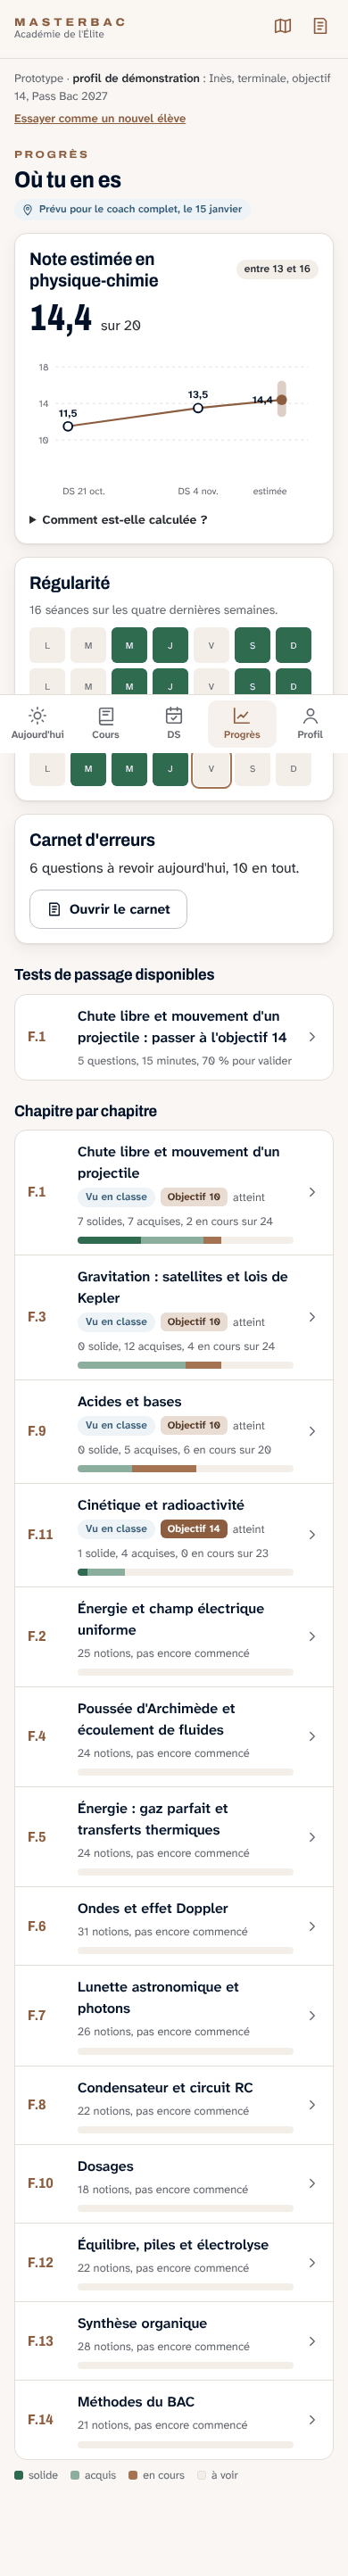 MASTERBAC
Académie de l'Élite
Prototype · profil de démonstration : Inès, terminale, objectif
14, Pass Bac 2027
Essayer comme un nouvel élève
PROGRÈS
Où tu en es
Prévu pour le coach complet, le 15 janvier
Note estimée en
physique-chimie
entre 13 et 16
14,4 sur 20
18
14
10
11,5
13,5
14,4
DS 21 oct.
DS 4 nov.
estimée
Comment est-elle calculée ?
Régularité
16 séances sur les quatre dernières semaines.
L M M J V S D
L M M J V S D
Aujourd'hui Cours DS Progrès Profil
L M M J V S D
Carnet d'erreurs
6 questions à revoir aujourd'hui, 10 en tout.
Ouvrir le carnet
Tests de passage disponibles
F.1
Chute libre et mouvement d'un
projectile : passer à l'objectif 14
5 questions, 15 minutes, 70 % pour valider
Chapitre par chapitre
F.1
Chute libre et mouvement d'un
projectile
Vu en classe Objectif 10 atteint
7 solides, 7 acquises, 2 en cours sur 24
F.3
Gravitation : satellites et lois de
Kepler
Vu en classe Objectif 10 atteint
0 solide, 12 acquises, 4 en cours sur 24
F.9
Acides et bases
Vu en classe Objectif 10 atteint
0 solide, 5 acquises, 6 en cours sur 20
F.11
Cinétique et radioactivité
Vu en classe Objectif 14 atteint
1 solide, 4 acquises, 0 en cours sur 23
F.2
Énergie et champ électrique
uniforme
25 notions, pas encore commencé
F.4
Poussée d'Archimède et
écoulement de fluides
24 notions, pas encore commencé
F.5
Énergie : gaz parfait et
transferts thermiques
24 notions, pas encore commencé
F.6
Ondes et effet Doppler
31 notions, pas encore commencé
F.7
Lunette astronomique et
photons
26 notions, pas encore commencé
F.8
Condensateur et circuit RC
22 notions, pas encore commencé
F.10
Dosages
18 notions, pas encore commencé
F.12
Équilibre, piles et électrolyse
22 notions, pas encore commencé
F.13
Synthèse organique
28 notions, pas encore commencé
F.14
Méthodes du BAC
21 notions, pas encore commencé
solide acquis en cours à voir